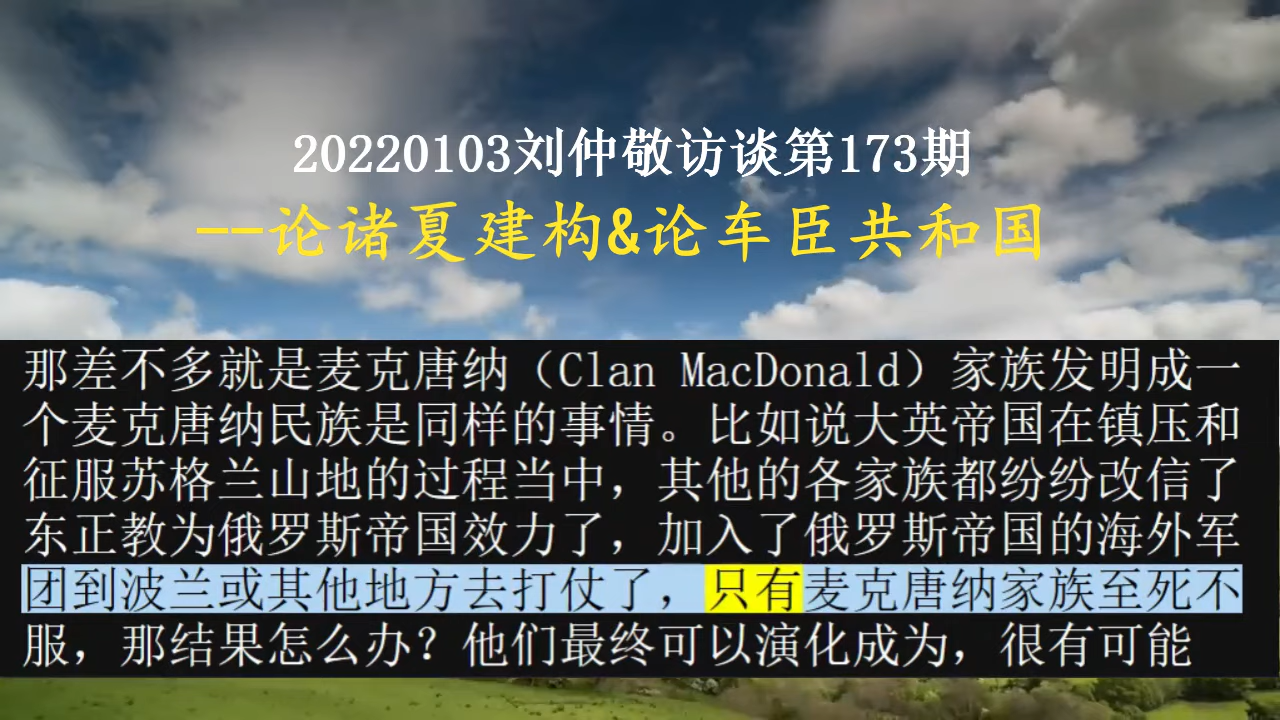 20220103刘仲敬访谈第173期
--论诸夏建构&论车臣共和国
那差不多就是麦克唐纳（Clan MacDonald）家族发明成一
个麦克唐纳民族是同样的事情。比如说大英帝国在镇压和
征服苏格兰山地的过程当中，其他的各家族都纷纷改信了
东正教为俄罗斯帝国效力了，加入了俄罗斯帝国的海外军
团到波兰或其他地方去打仗了，只有麦克唐纳家族至死不
服，那结果怎么办？他们最终可以演化成为，很有可能